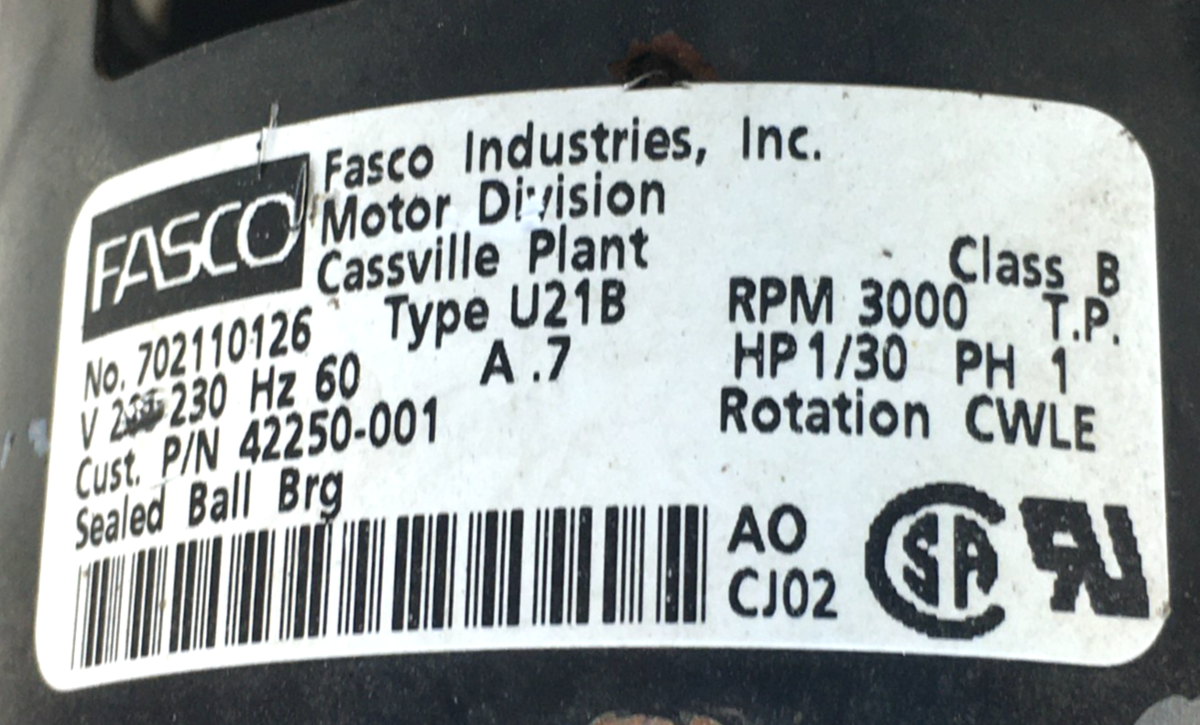 FASCO
Fasco Industries, Inc.
Motor Division
Cassville Plant
Class B
No. 702110126 Type U21B RPM 3000 T.P.
V 230 Hz 60 A .7 HP 1/30 PH 1
Cust. P/N 42250-001 Rotation CWLE
Sealed Ball Brg
AO
CJ02